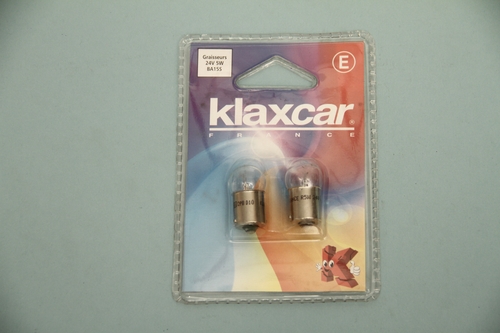 Graisseurs
24V 5W
BA15S
E
klaxcar
FRANCE